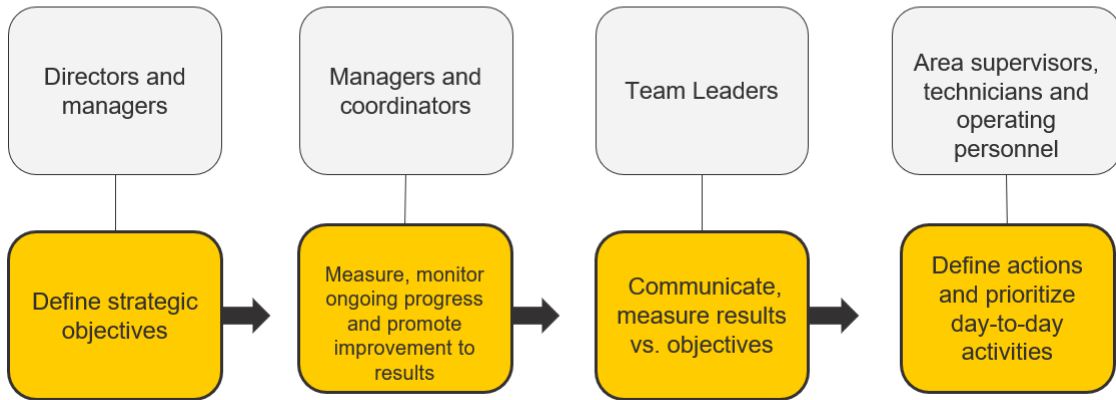 Directors and
managers
Managers and
coordinators
Team Leaders
Area supervisors,
technicians and
operating
personnel
Define strategic
objectives
Measure, monitor
ongoing progress
and promote
improvement to
results
Communicate,
measure results
vs. objectives
Define actions
and prioritize
day-to-day
activities